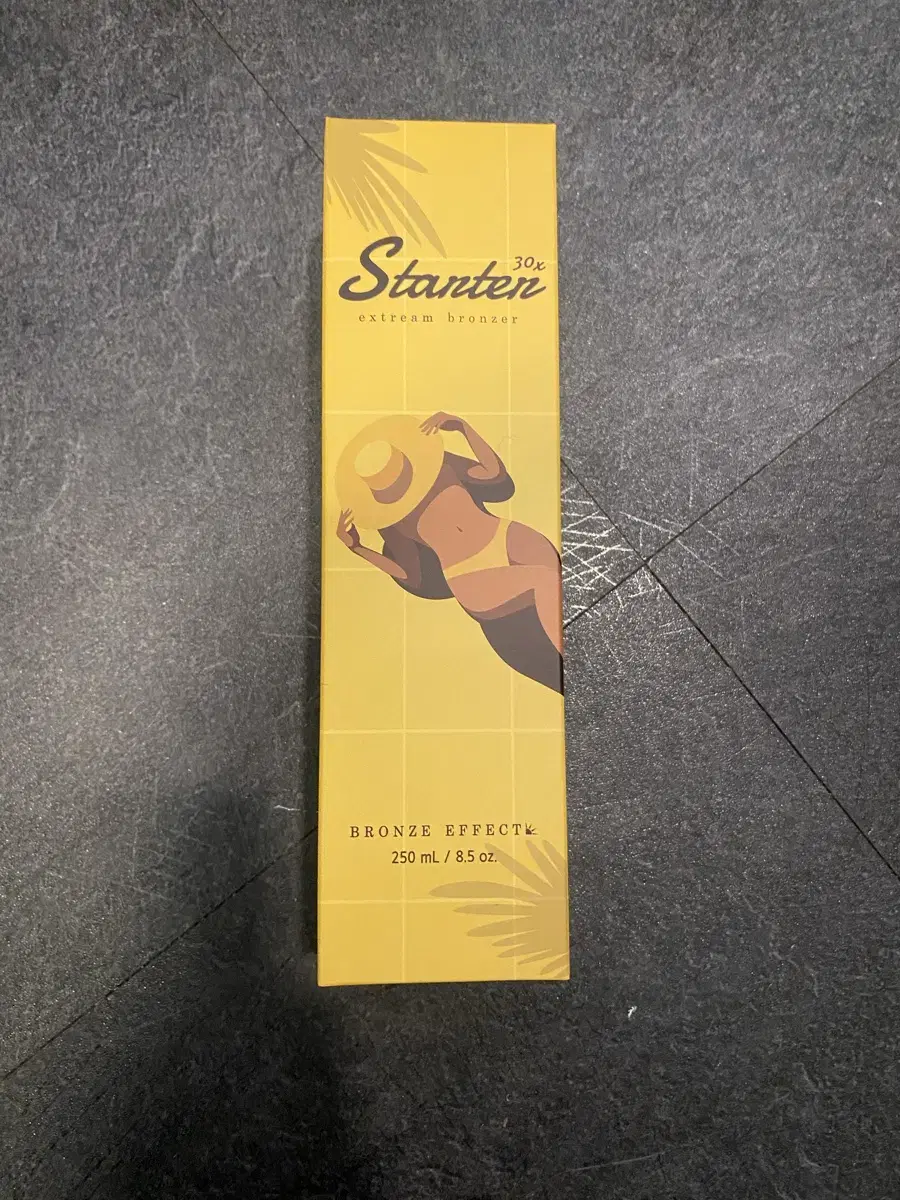 Starter 30x
extream bronzer
BRONZE EFFECT
250 mL / 8.5 oz.